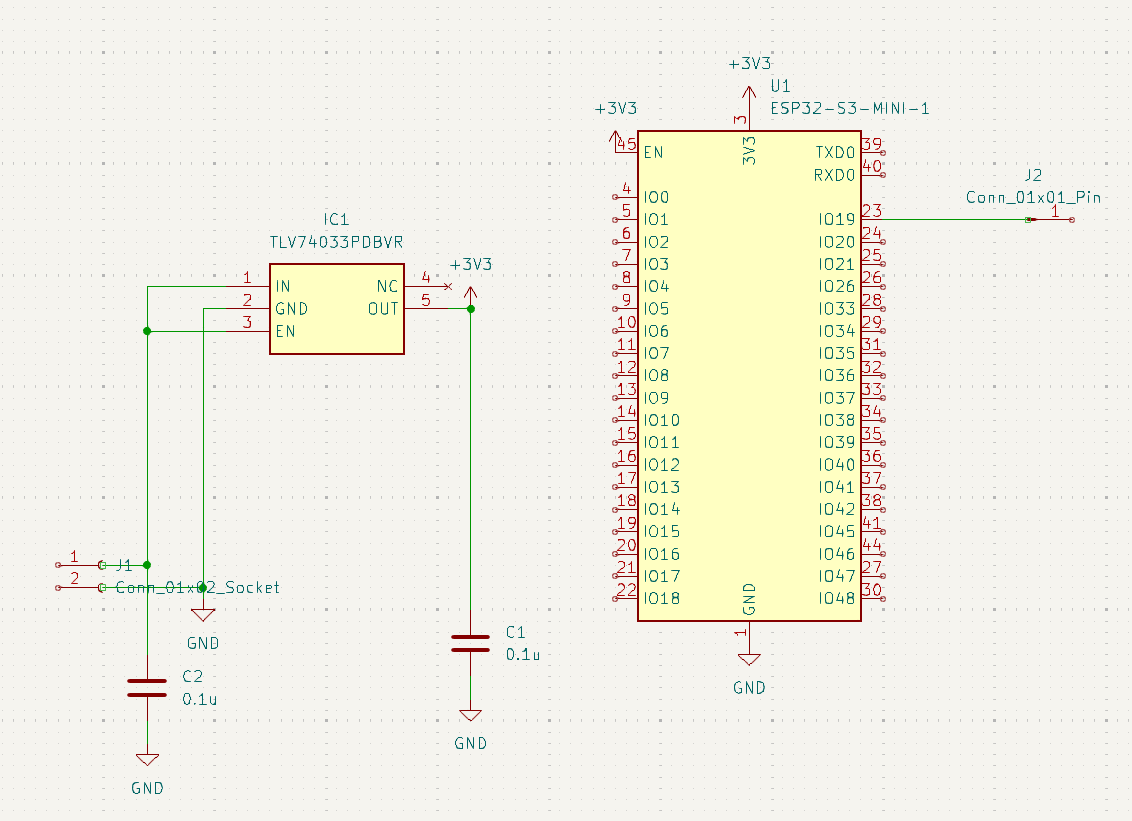 +3V3
U1
ESP32-S3-MINI-1
+3V3
3
3V3
45 EN
TXD0 39
RXD0 40
4 IO0
5 IO1
IO19 23
6 IO2
IO20 24
7 IO3
IO21 25
8 IO4
IO26 26
9 IO5
IO33 28
10 IO6
IO34 29
11 IO7
IO35 31
12 IO8
IO36 32
13 IO9
IO37 33
14 IO10
IO38 34
15 IO11
IO39 35
16 IO12
IO40 36
17 IO13
IO41 37
18 IO14
IO42 38
19 IO15
IO45 41
20 IO16
IO46 44
21 IO17
IO47 27
22 IO18
IO48 30
GND
1
GND
J2
Conn_01x01_Pin
1
IC1
TLV74033PDBVR
1 IN
NC 4
2 GND
OUT 5
3 EN
+3V3
1 J1
2 Conn_01x02_Socket
GND
C2
0.1u
GND
C1
0.1u
GND